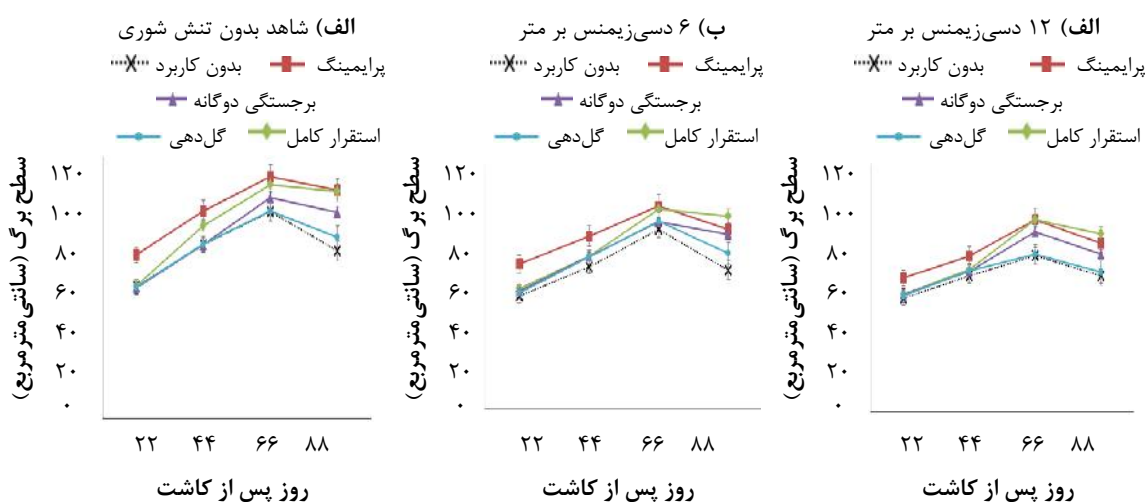 الف) شاهد بدون تنش شوری
ب) ۶ دسی‌زیمنس بر متر
الف) ۱۲ دسی‌زیمنس بر متر
بدون کاربرد پرایمینگ
برجستگی دوگانه
گل‌دهی استقرار کامل
بدون کاربرد پرایمینگ
برجستگی دوگانه
گل‌دهی استقرار کامل
بدون کاربرد پرایمینگ
برجستگی دوگانه
گل‌دهی استقرار کامل
سطح برگ (سانتی‌مترمربع)
۱۲۰
۱۰۰
۸۰
۶۰
۴۰
۲۰
۰
۲۲ ۴۴ ۶۶ ۸۸
روز پس از کاشت
سطح برگ (سانتی‌مترمربع)
۱۲۰
۱۰۰
۸۰
۶۰
۴۰
۲۰
۰
۲۲ ۴۴ ۶۶ ۸۸
روز پس از کاشت
سطح برگ (سانتی‌مترمربع)
۱۲۰
۱۰۰
۸۰
۶۰
۴۰
۲۰
۰
۲۲ ۴۴ ۶۶ ۸۸
روز پس از کاشت